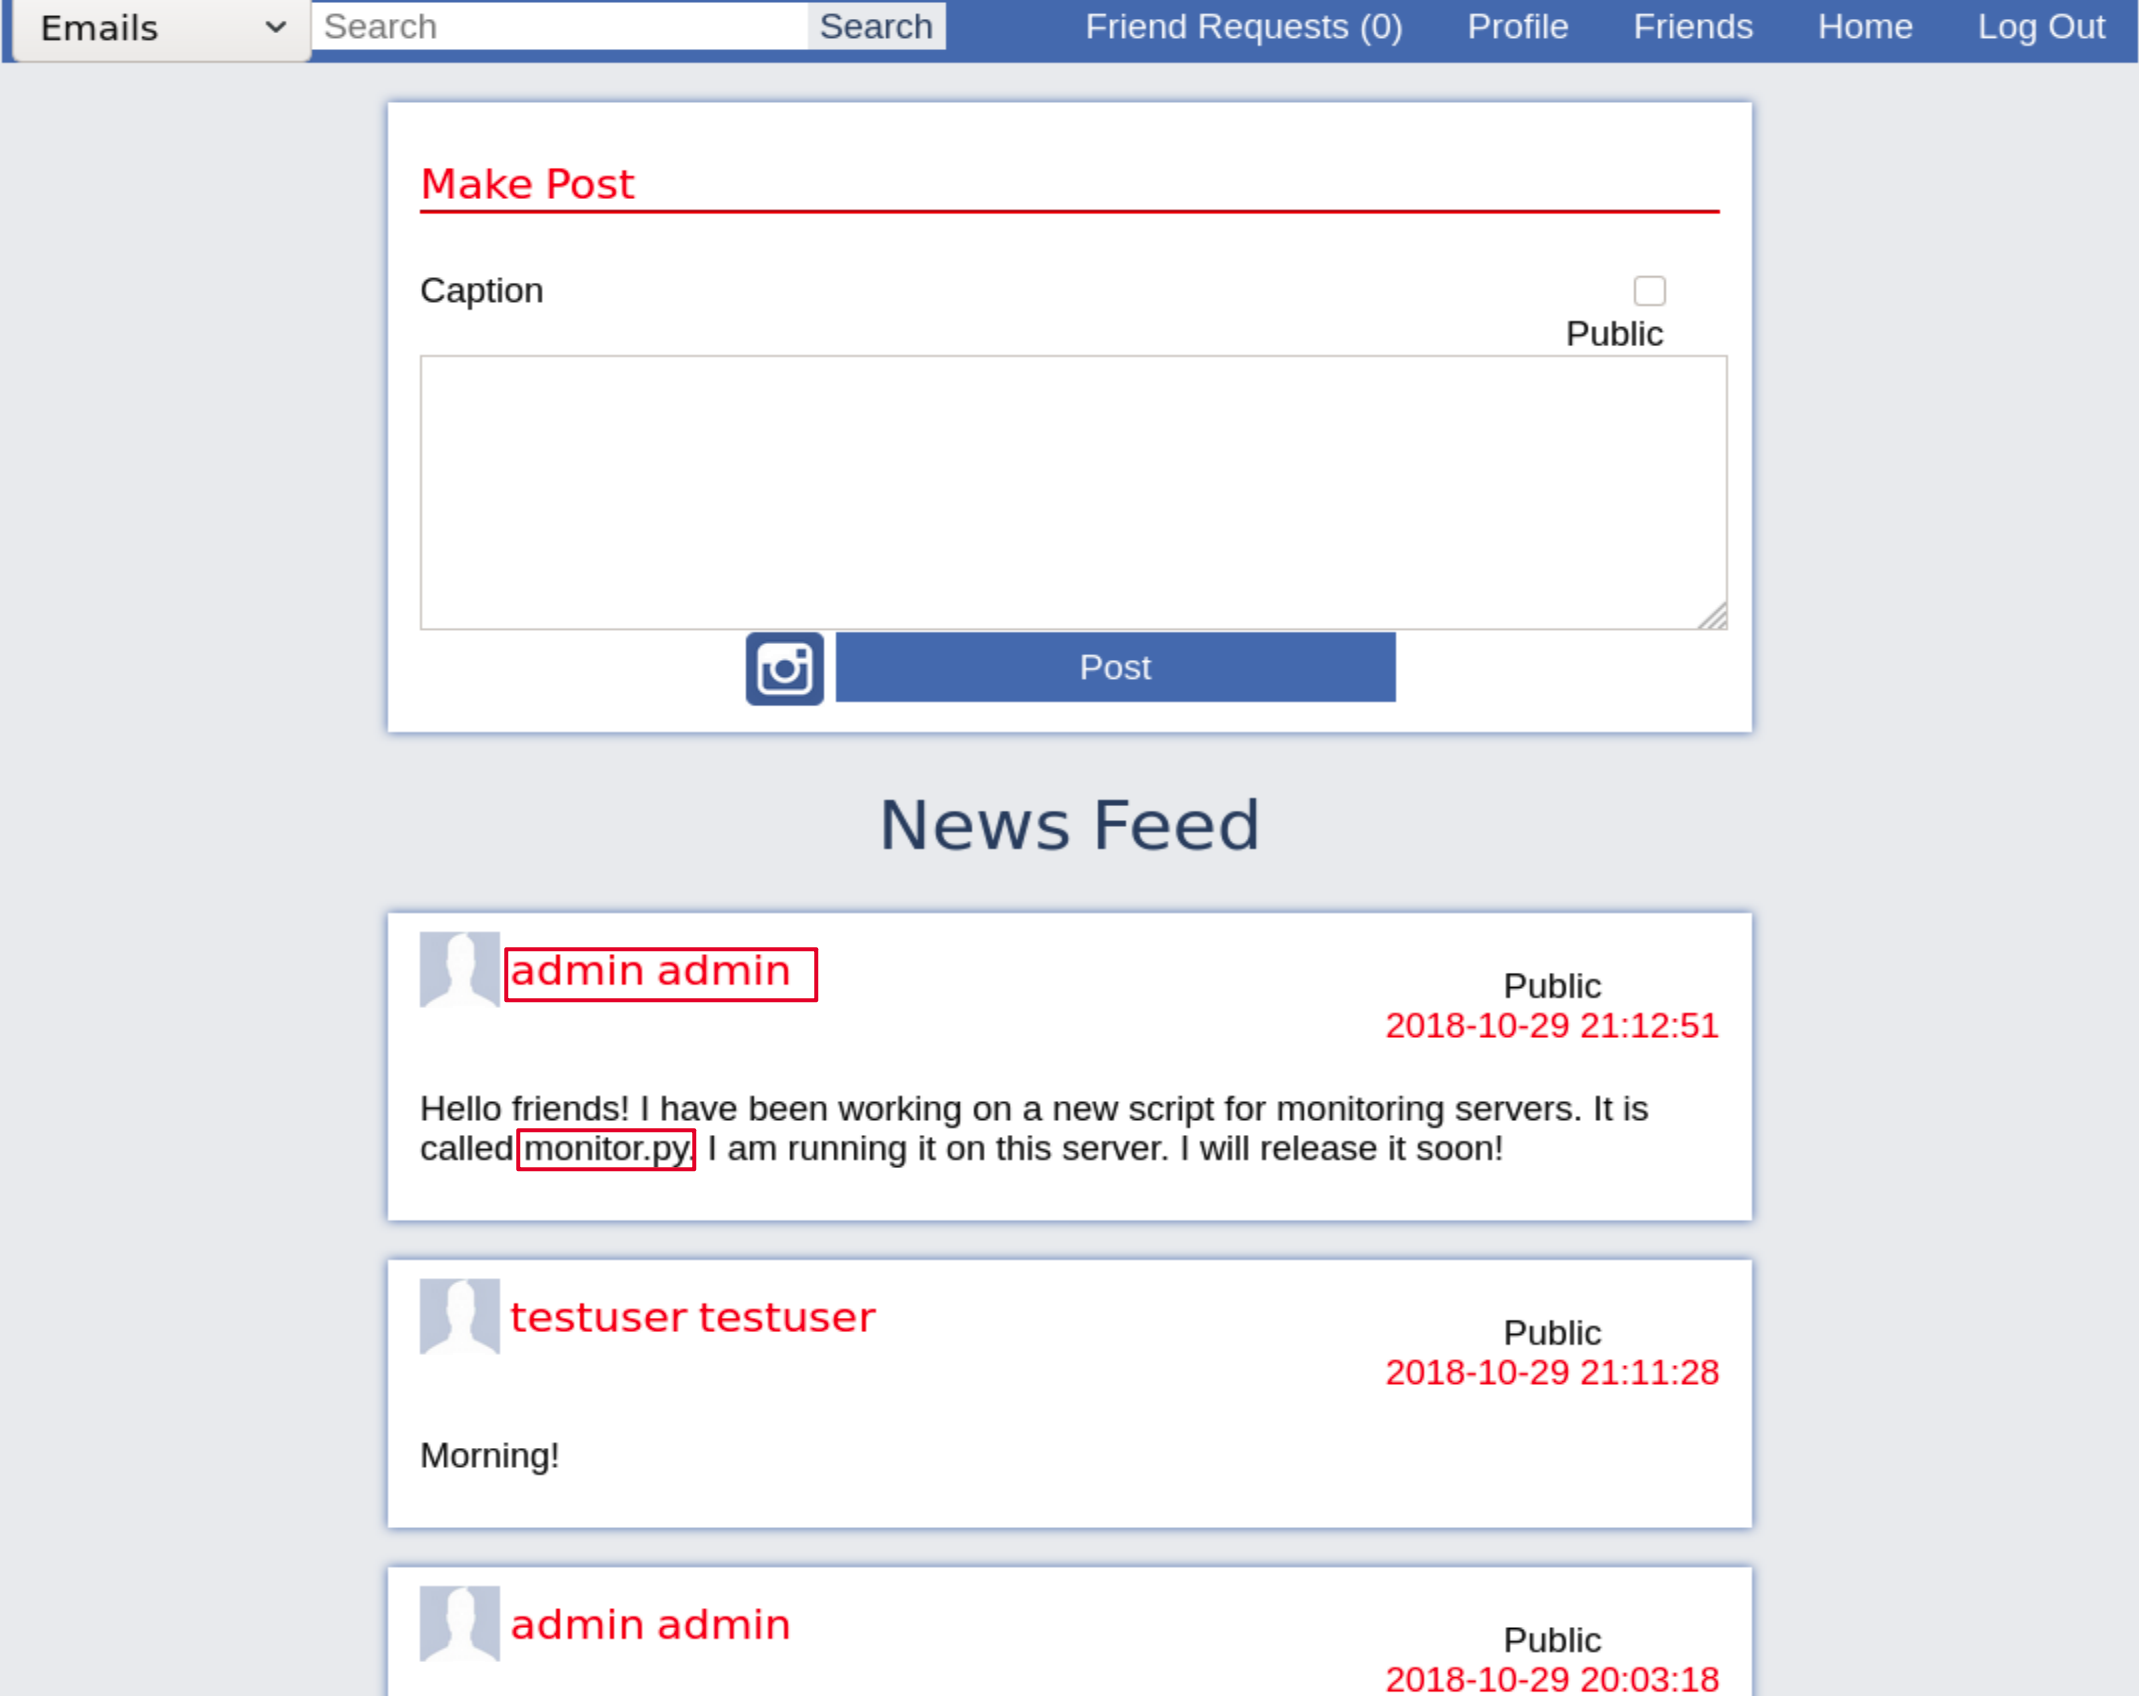 Emails Search Search Friend Requests (0) Profile Friends Home Log Out
Make Post
Caption
Public
Post
News Feed
admin admin
Public
2018-10-29 21:12:51
Hello friends! I have been working on a new script for monitoring servers. It is
called monitor.py. I am running it on this server. I will release it soon!
testuser testuser
Public
2018-10-29 21:11:28
Morning!
admin admin
Public
2018-10-29 20:03:18